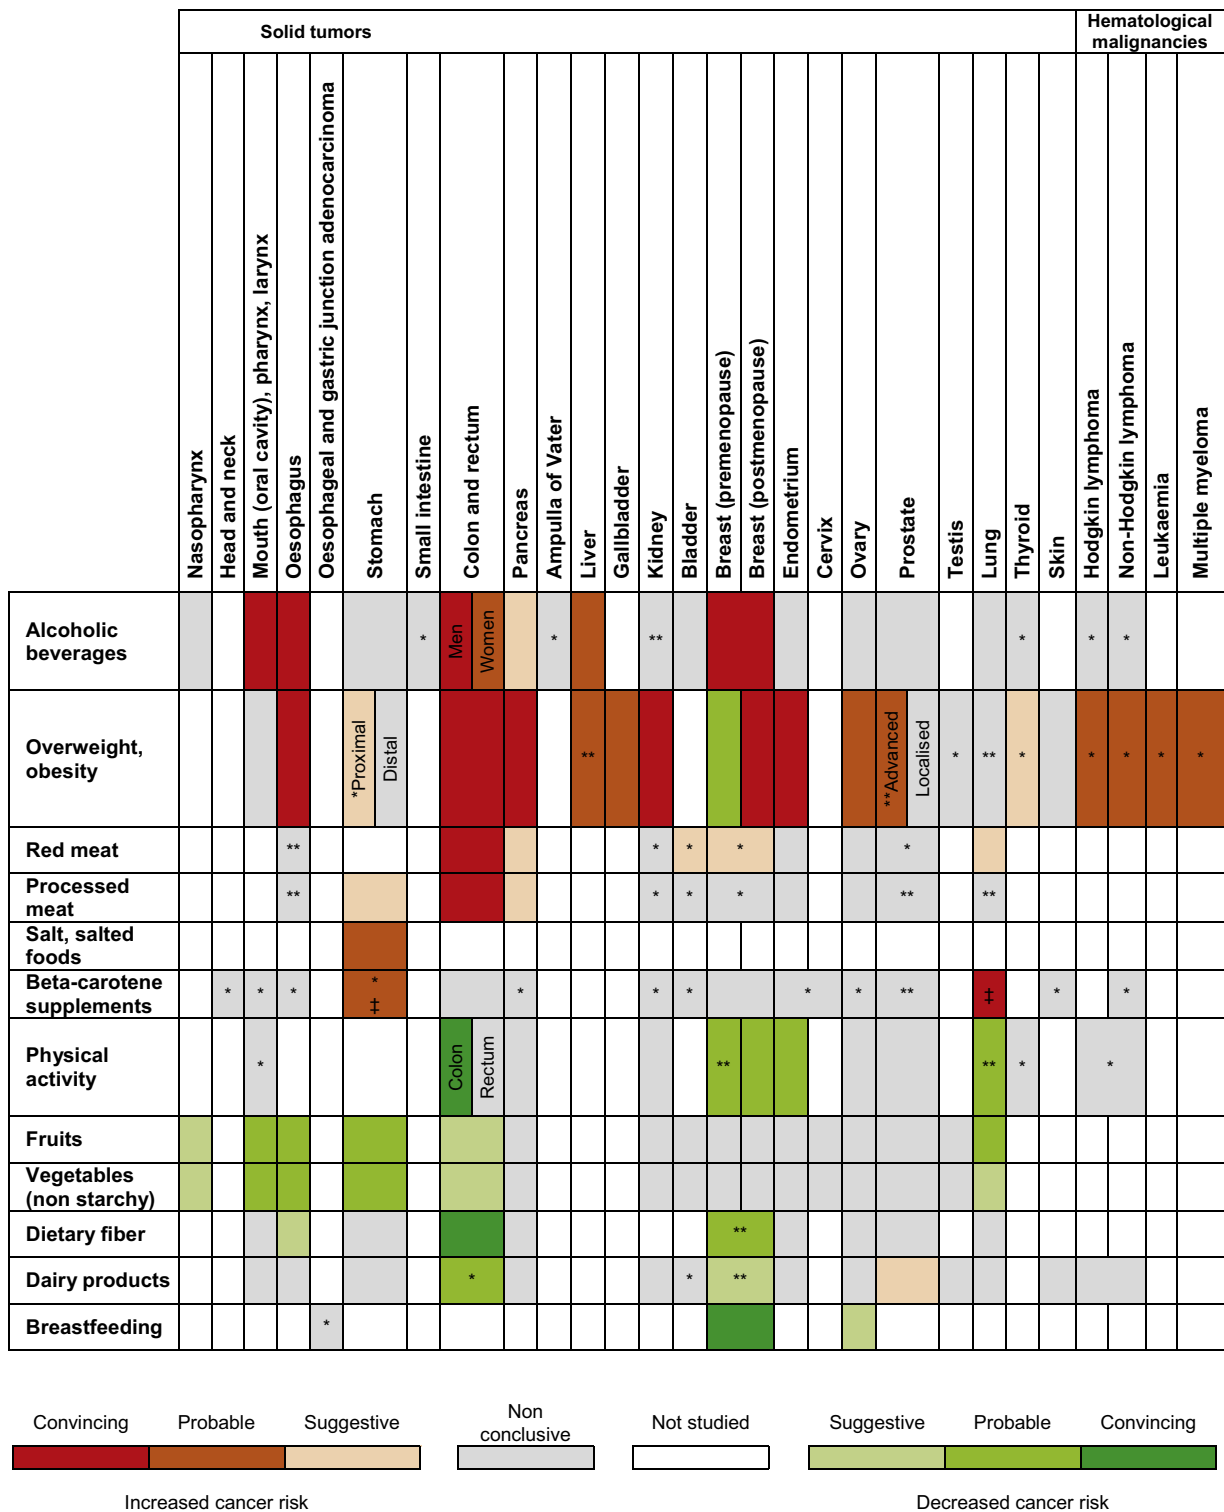 Solid tumors
Hematological
malignancies
Nasopharynx
Head and neck
Mouth (oral cavity), pharynx, larynx
Oesophagus
Oesophageal and gastric junction adenocarcinoma
Stomach
Small intestine
Colon and rectum
Pancreas
Ampulla of Vater
Liver
Gallbladder
Kidney
Bladder
Breast (premenopause)
Breast (postmenopause)
Endometrium
Cervix
Ovary
Prostate
Testis
Lung
Thyroid
Skin
Hodgkin lymphoma
Non-Hodgkin lymphoma
Leukaemia
Multiple myeloma
Alcoholic
beverages
* Men Women * ** * * *
Overweight,
obesity
*Proximal Distal ** **Advanced Localised * ** * * * * *
Red meat ** * * * *
Processed
meat
** * * * ** **
Salt, salted
foods
Beta-carotene
supplements
* * * *
‡ * * * * * ** ‡ * *
Physical
activity
* Colon Rectum ** ** * *
Fruits
Vegetables
(non starchy)
Dietary fiber **
Dairy products * * **
Breastfeeding *
Convincing Probable Suggestive Non
conclusive Not studied Suggestive Probable Convincing
Increased cancer risk Decreased cancer risk